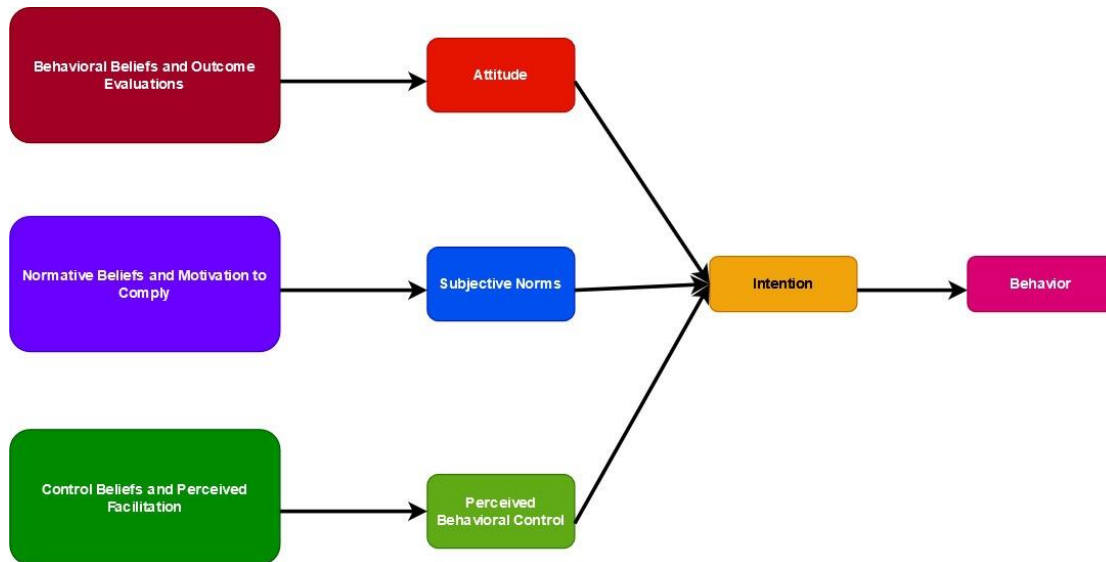 Behavioral Beliefs and Outcome
Evaluations
Attitude
Normative Beliefs and Motivation to
Comply
Subjective Norms
Intention
Behavior
Control Beliefs and Perceived
Facilitation
Perceived
Behavioral Control